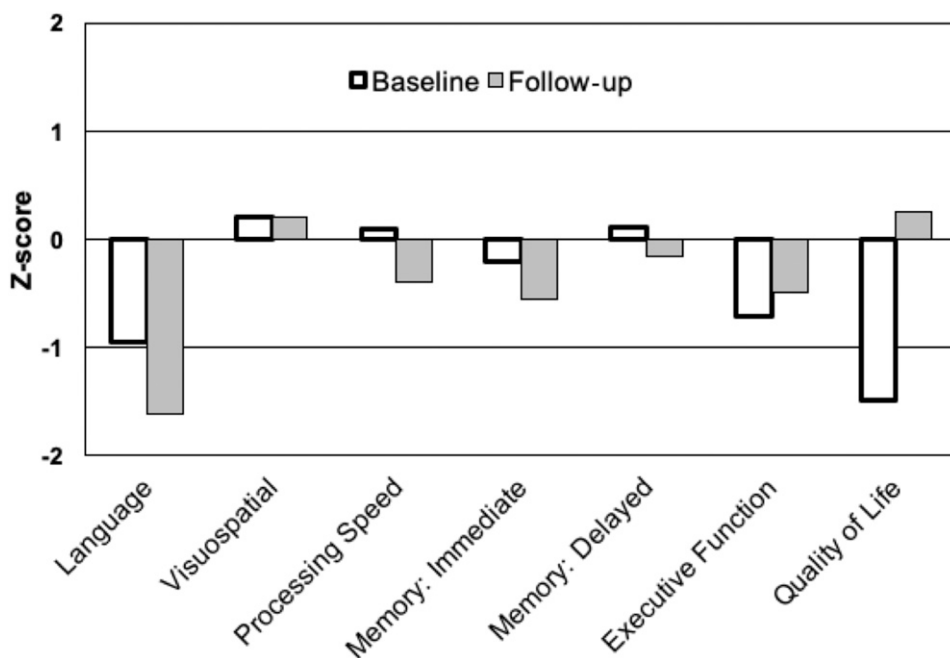 2
Baseline Follow-up
1
Z-score
0
-1
-2
Language
Visuospatial
Processing Speed
Memory: Immediate
Memory: Delayed
Executive Function
Quality of Life